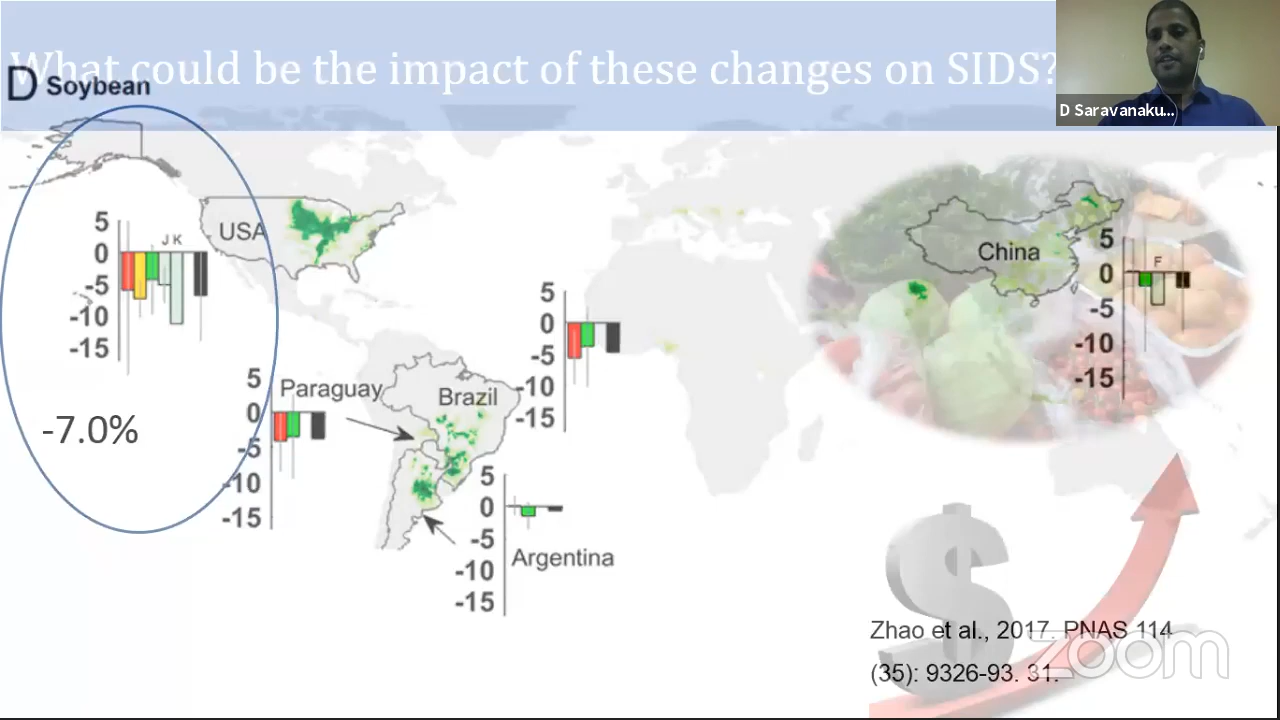 What could be the impact of these changes on SIDS?
D Saravanaku...
D Soybean
5
0
-5
-10
-15
J K
-7.0%
USA
5
0
-5
-10
-15
Paraguay
Brazil
5
0
-5
-10
-15
5
0
-5
-10
-15
Argentina
China
5
0
-5
-10
-15
F
Zhao et al., 2017. PNAS 114
(35): 9326-93. 31.
zoom